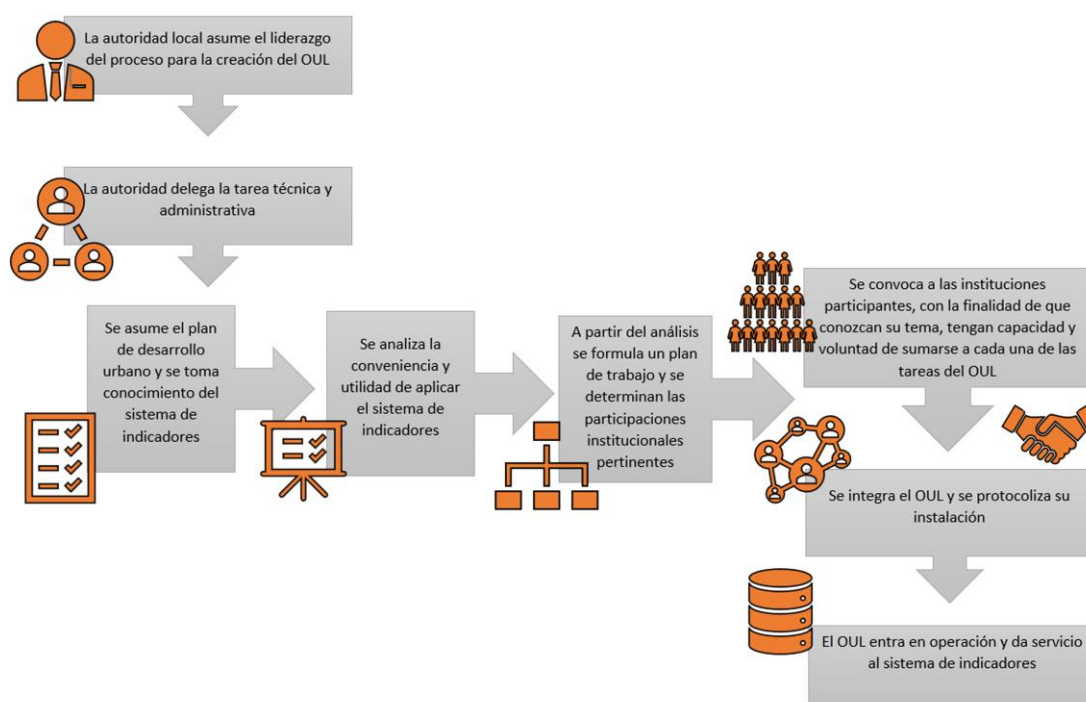 La autoridad local asume el liderazgo
del proceso para la creación del OUL
La autoridad delega la tarea técnica y
administrativa
Se asume el plan
de desarrollo
urbano y se toma
conocimiento del
sistema de
indicadores
Se analiza la
conveniencia y
utilidad de aplicar
el sistema de
indicadores
A partir del análisis
se formula un plan
de trabajo y se
determinan las
participaciones
institucionales
pertinentes
Se convoca a las instituciones
participantes, con la finalidad de que
conozcan su tema, tengan capacidad y
voluntad de sumarse a cada una de las
tareas del OUL
Se integra el OUL y se protocoliza su
instalación
El OUL entra en operación y da servicio
al sistema de indicadores